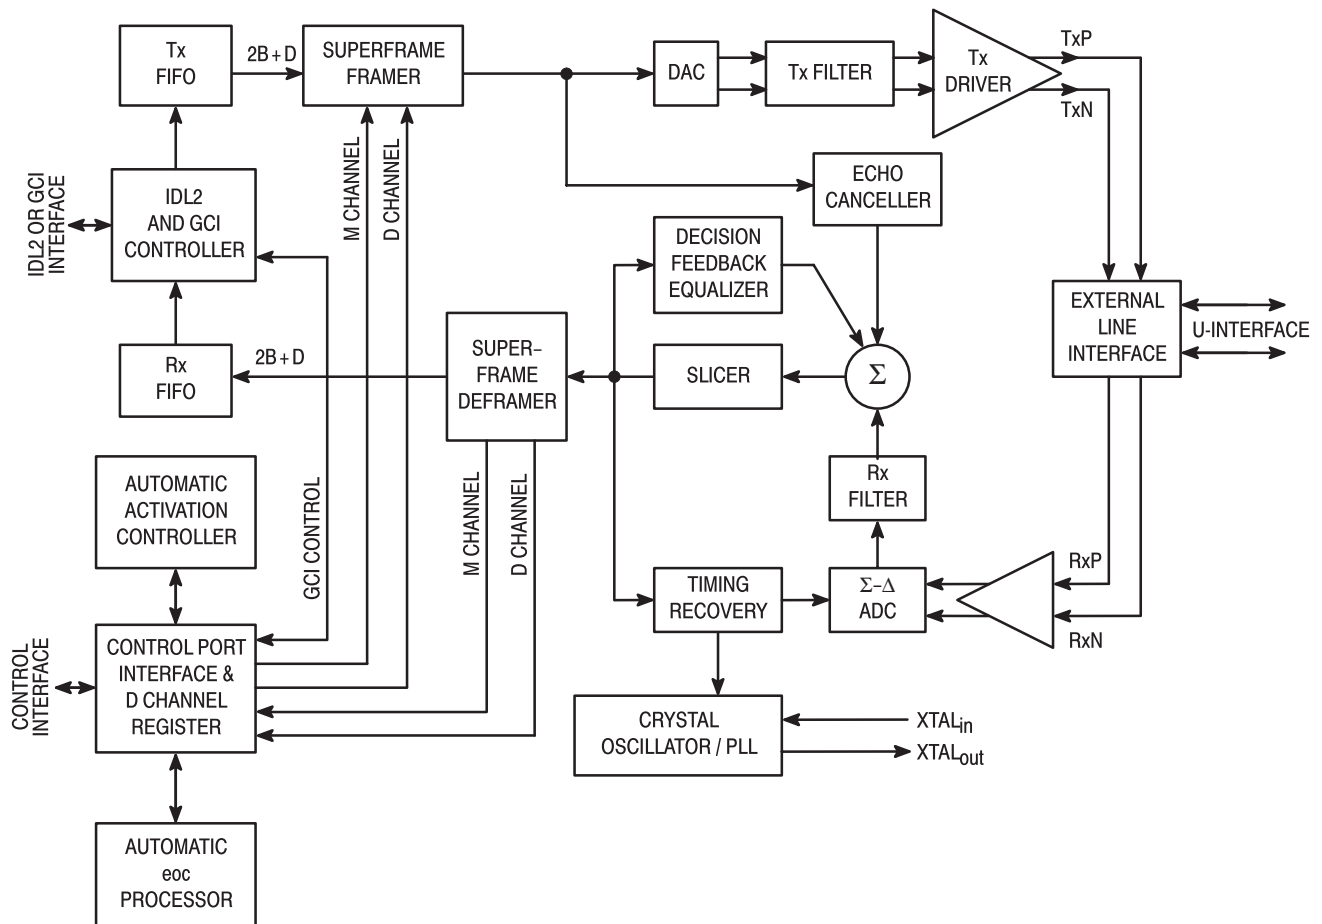 Tx
FIFO
2B+D
SUPERFRAME
FRAMER
DAC
Tx FILTER
Tx
DRIVER
TxP
TxN
IDL2 OR GCI
INTERFACE
IDL2
AND GCI
CONTROLLER
M CHANNEL
D CHANNEL
ECHO
CANCELLER
DECISION
FEEDBACK
EQUALIZER
EXTERNAL
LINE
INTERFACE
U-INTERFACE
Rx
FIFO
2B+D
SUPER–
FRAME
DEFRAMER
SLICER
Σ
Rx
FILTER
AUTOMATIC
ACTIVATION
CONTROLLER
GCI CONTROL
M CHANNEL
D CHANNEL
TIMING
RECOVERY
Σ–Δ
ADC
RxP
RxN
CONTROL
INTERFACE
CONTROL PORT
INTERFACE &
D CHANNEL
REGISTER
CRYSTAL
OSCILLATOR / PLL
XTALin
XTALout
AUTOMATIC
eoc
PROCESSOR